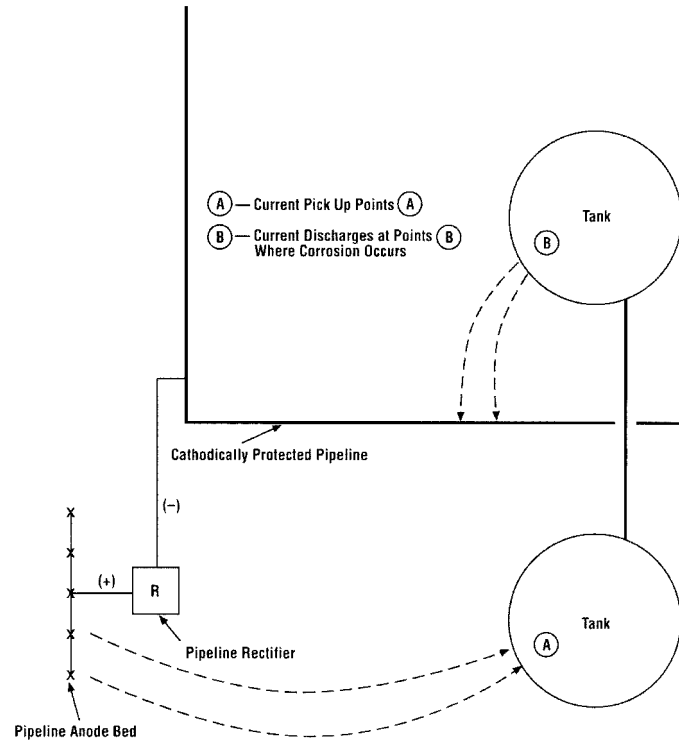 Tank
Ⓐ — Current Pick Up Points Ⓐ
Ⓑ — Current Discharges at Points Ⓑ
Where Corrosion Occurs
B
Cathodically Protected Pipeline
(–)
(+)
R
Tank
A
Pipeline Rectifier
Pipeline Anode Bed